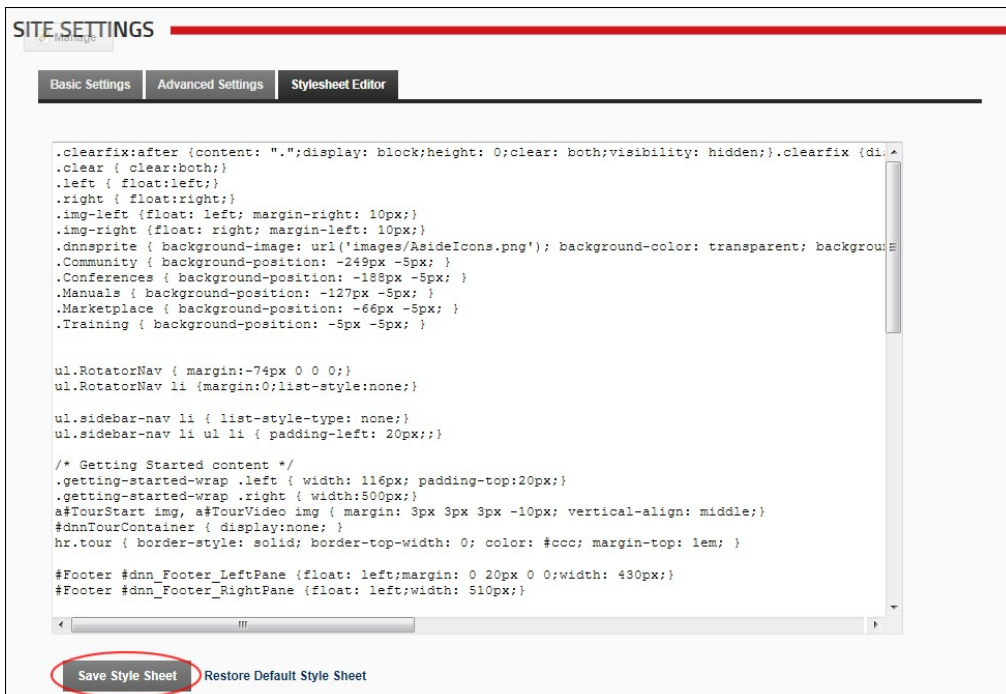 SITE SETTINGS
Manage
Basic Settings Advanced Settings Stylesheet Editor
.clearfix:after {content: ".";display: block;height: 0;clear: both;visibility: hidden;}.clearfix {di
.clear { clear:both;}
.left { float:left;}
.right { float:right;}
.img-left {float: left; margin-right: 10px;}
.img-right {float: right; margin-left: 10px;}
.dnnsprite { background-image: url('images/AsideIcons.png'); background-color: transparent; backgrou
.Community { background-position: -249px -5px; }
.Conferences { background-position: -188px -5px; }
.Manuals { background-position: -127px -5px; }
.Marketplace { background-position: -66px -5px; }
.Training { background-position: -5px -5px; }
ul.RotatorNav { margin:-74px 0 0 0;}
ul.RotatorNav li {margin:0;list-style:none;}
ul.sidebar-nav li { list-style-type: none;}
ul.sidebar-nav li ul li { padding-left: 20px;;}
/* Getting Started content */
.getting-started-wrap .left { width: 116px; padding-top:20px;}
.getting-started-wrap .right { width:500px;}
a#TourStart img, a#TourVideo img { margin: 3px 3px 3px -10px; vertical-align: middle;}
#dnnTourContainer { display:none; }
hr.tour { border-style: solid; border-top-width: 0; color: #ccc; margin-top: 1em; }
#Footer #dnn_Footer_LeftPane {float: left;margin: 0 20px 0 0;width: 430px;}
#Footer #dnn_Footer_RightPane {float: left;width: 510px;}
Save Style Sheet Restore Default Style Sheet